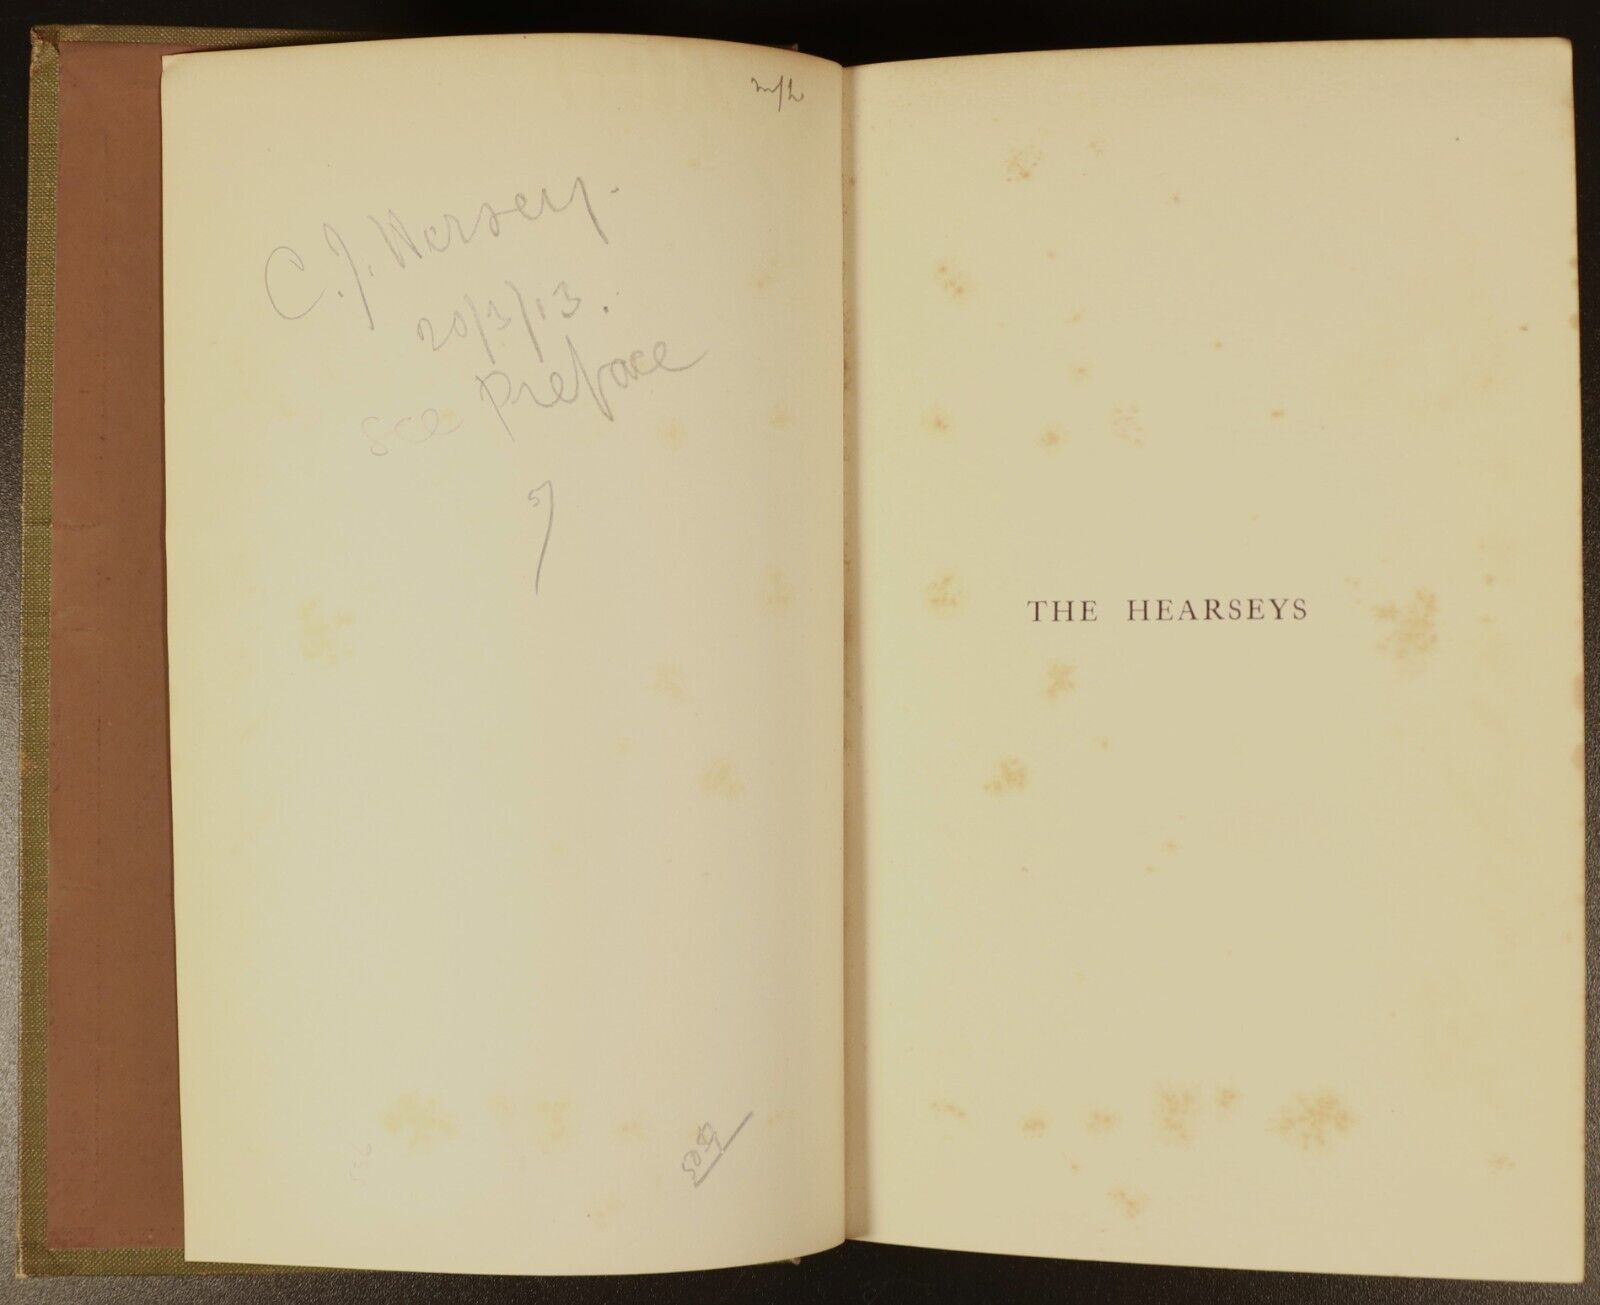 m/h
C. J. Hersey.
20/3/13.
see Preface
THE HEARSEYS